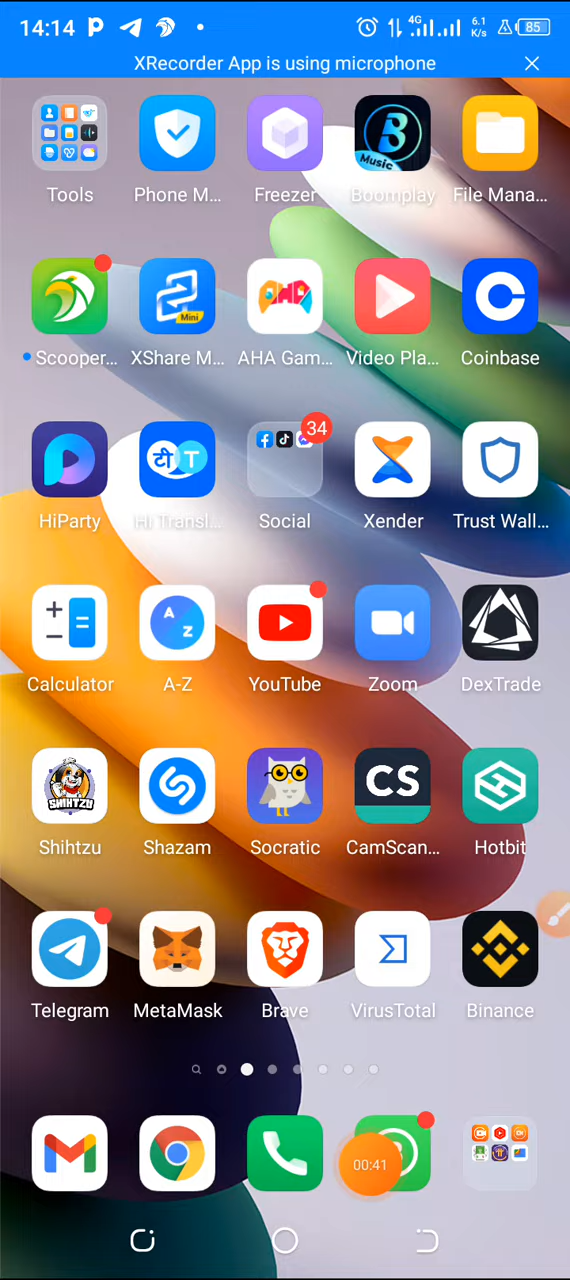 14:14 4G 6.1 K/s 85
XRecorder App is using microphone
Tools Phone M... Freezer Boomplay File Mana...
B Music
Mini
Scooper... XShare M... AHA Gam... Video Pla... Coinbase
34
टी T
HiParty Hi Transl... Social Xender Trust Wall...
A Z
Calculator A-Z YouTube Zoom DexTrade
SHIHTZU CS
Shihtzu Shazam Socratic CamScan... Hotbit
Telegram MetaMask Brave VirusTotal Binance
00:41